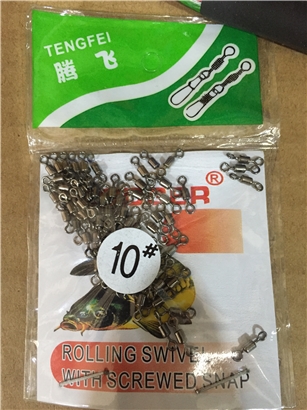 TENGFEI
腾飞
®
10#
ROLLING SWIVEL
WITH SCREWED SNAP